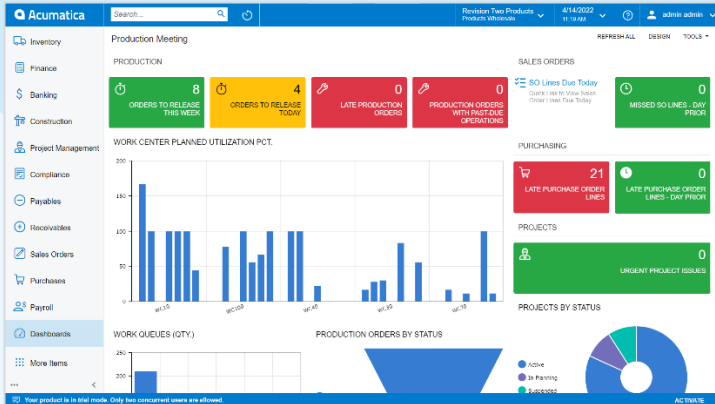 Acumatica
Search...
Revision Two Products
Products Wholesale
4/14/2022
11:19 AM
admin admin
Inventory
Finance
Banking
Construction
Project Management
Compliance
Payables
Receivables
Sales Orders
Purchases
Payroll
Dashboards
More Items
Production Meeting
REFRESH ALL
DESIGN
TOOLS
PRODUCTION
8
ORDERS TO RELEASE
THIS WEEK
4
ORDERS TO RELEASE
TODAY
0
LATE PRODUCTION
ORDERS
0
PRODUCTION ORDERS
WITH PAST-DUE
OPERATIONS
SALES ORDERS
SO Lines Due Today
Quick Link to View Sales
Order Lines Due Today
0
MISSED SO LINES - DAY
PRIOR
WORK CENTER PLANNED UTILIZATION PCT.
200
150
100
50
0
WC10
WC100
WC40
WC70
PURCHASING
21
LATE PURCHASE ORDER
LINES
0
LATE PURCHASE ORDER
LINES - DAY PRIOR
PROJECTS
0
URGENT PROJECT ISSUES
PROJECTS BY STATUS
Active
In Planning
Suspended
WORK QUEUES (QTY.)
250
200
PRODUCTION ORDERS BY STATUS
Your product is in trial mode. Only two concurrent users are allowed.
ACTIVATE